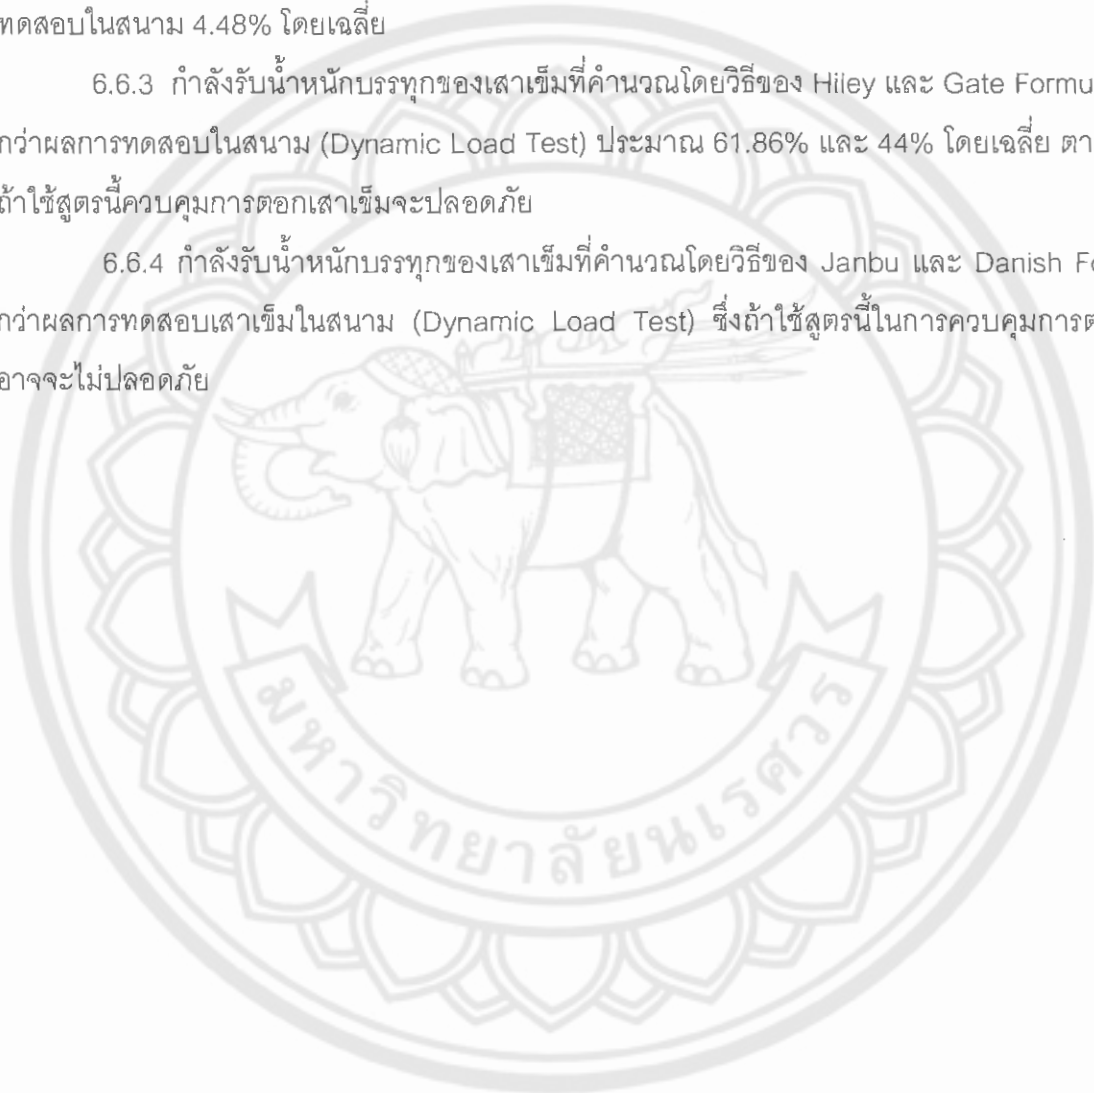 ทดสอบในสนาม 4.48% โดยเฉลี่ย
6.6.3 กำลังรับน้ำหนักบรรทุกของเสาเข็มที่คำนวณโดยวิธีของ Hiley และ Gate Formu
กว่าผลการทดสอบในสนาม (Dynamic Load Test) ประมาณ 61.86% และ 44% โดยเฉลี่ย ตา
ถ้าใช้สูตรนี้ควบคุมการตอกเสาเข็มจะปลอดภัย
6.6.4 กำลังรับน้ำหนักบรรทุกของเสาเข็มที่คำนวณโดยวิธีของ Janbu และ Danish Fo
กว่าผลการทดสอบเสาเข็มในสนาม (Dynamic Load Test) ซึ่งถ้าใช้สูตรนี้ในการควบคุมการต
อาจจะไม่ปลอดภัย
มหาวิทยาลัยนเรศวร